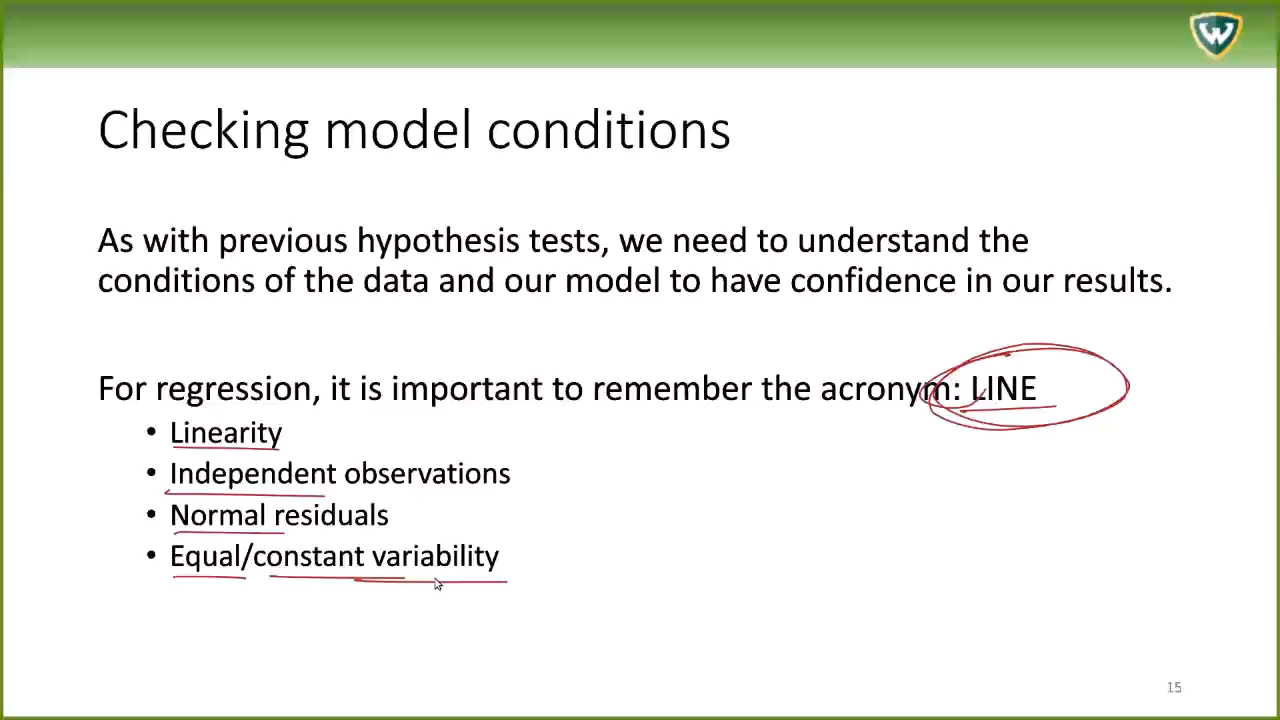 W
Checking model conditions
As with previous hypothesis tests, we need to understand the
conditions of the data and our model to have confidence in our results.
For regression, it is important to remember the acronym: LINE
• Linearity
• Independent observations
• Normal residuals
• Equal/constant variability
15